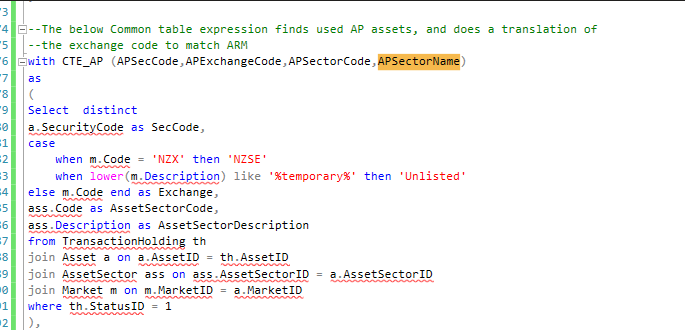 73
74 --The below Common table expression finds used AP assets, and does a translation of
75 --the exchange code to match ARM
76 with CTE_AP (APSecCode,APExchangeCode,APSectorCode,APSectorName)
77 as
78 (
79 Select  distinct
80 a.SecurityCode as SecCode,
81 case
82     when m.Code = 'NZX' then 'NZSE'
83     when lower(m.Description) like '%temporary%' then 'Unlisted'
84 else m.Code end as Exchange,
85 ass.Code as AssetSectorCode,
86 ass.Description as AssetSectorDescription
87 from TransactionHolding th
88 join Asset a on a.AssetID = th.AssetID
89 join AssetSector ass on ass.AssetSectorID = a.AssetSectorID
90 join Market m on m.MarketID = a.MarketID
91 where th.StatusID = 1
92 ),